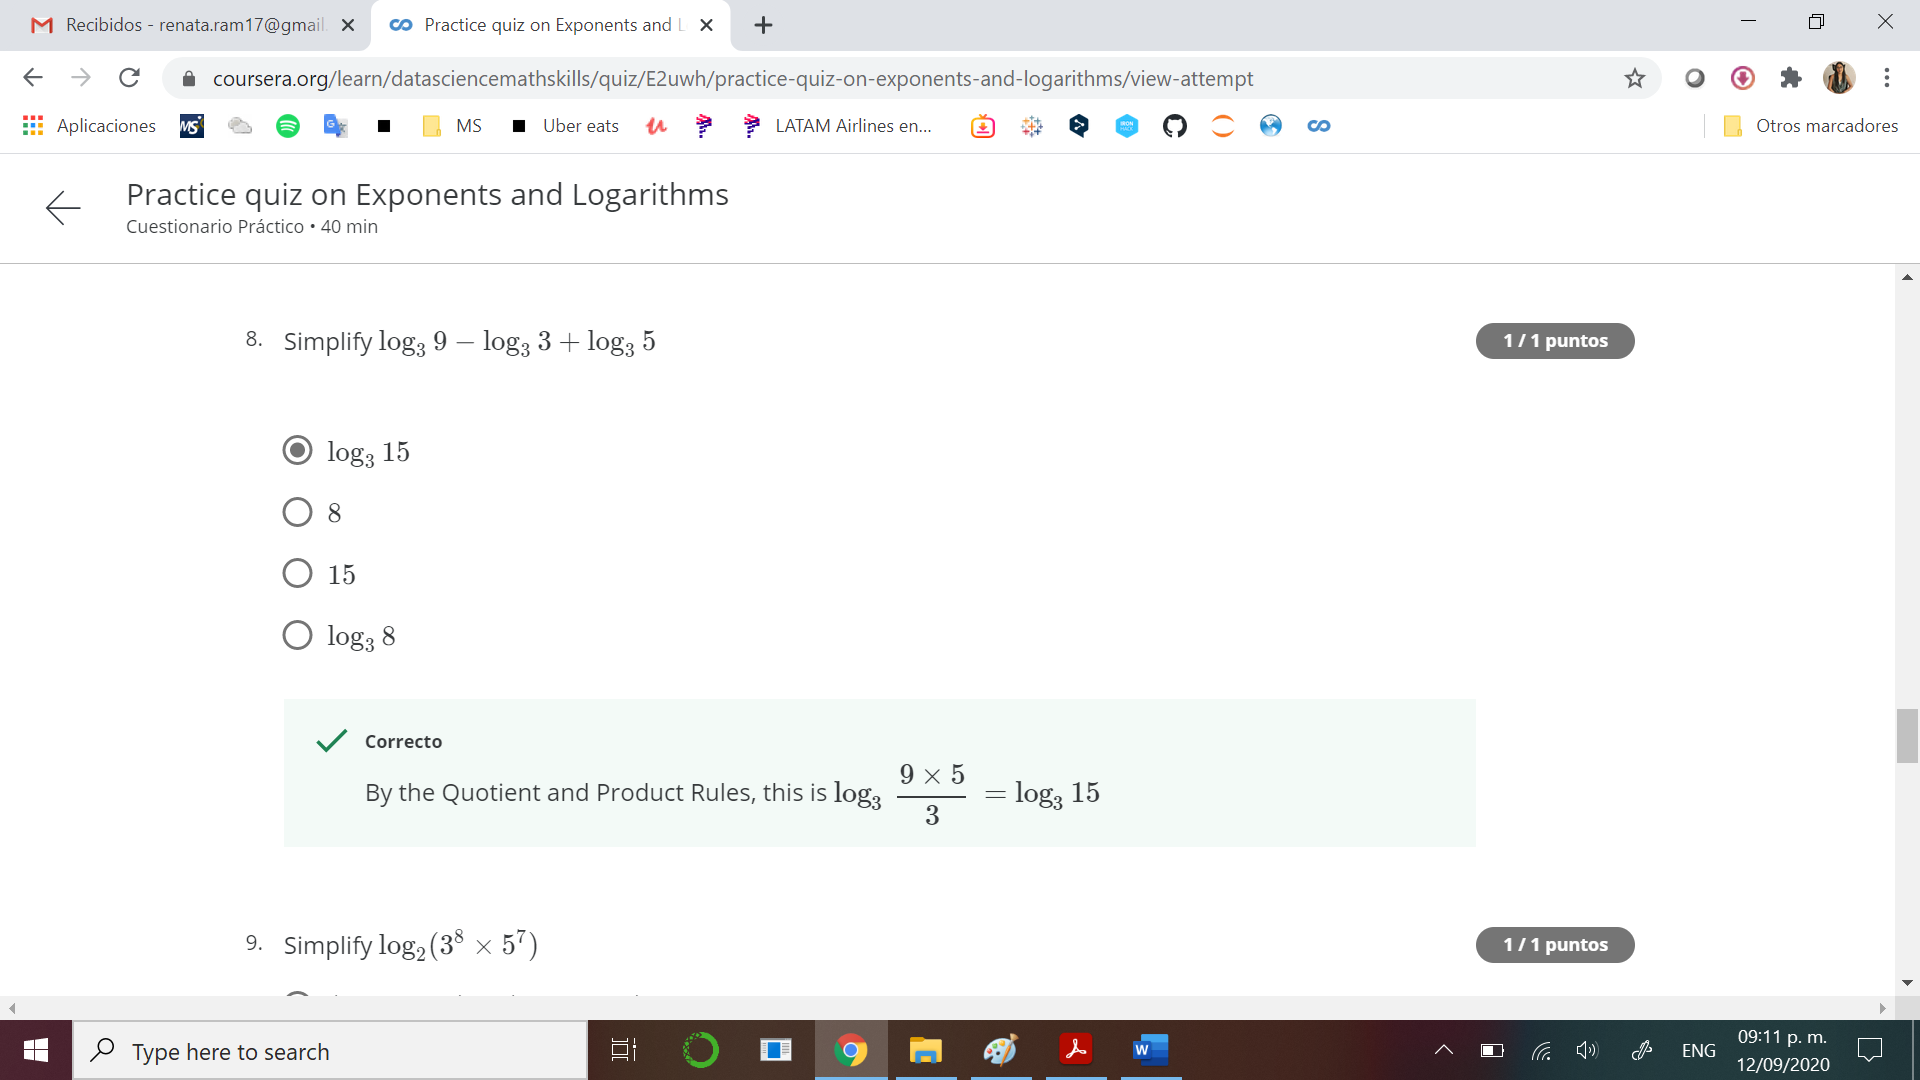 Recibidos - renata.ram17@gmail.
Practice quiz on Exponents and L
coursera.org/learn/datasciencemathskills/quiz/E2uwh/practice-quiz-on-exponents-and-logarithms/view-attempt
Aplicaciones
MS
Uber eats
LATAM Airlines en...
Otros marcadores
Practice quiz on Exponents and Logarithms
Cuestionario Práctico • 40 min
8. Simplify log₃ 9 − log₃ 3 + log₃ 5
1 / 1 puntos
log₃ 15
8
15
log₃ 8
Correcto
By the Quotient and Product Rules, this is log₃ (9 × 5)/3 = log₃ 15
9. Simplify log₂(3⁸ × 5⁷)
1 / 1 puntos
Type here to search
ENG
09:11 p. m.
12/09/2020